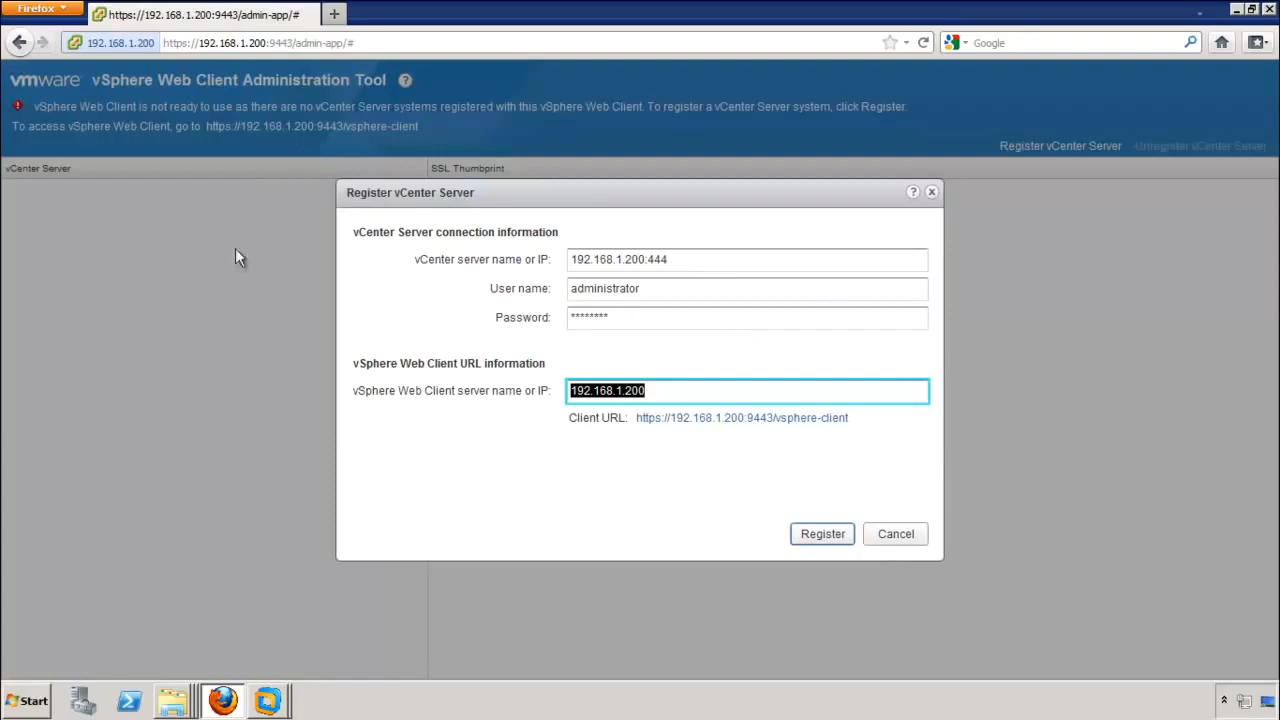 Firefox
https://192.168.1.200:9443/admin-app/#
192.168.1.200 https://192.168.1.200:9443/admin-app/#
Google
vmware vSphere Web Client Administration Tool ?
vSphere Web Client is not ready to use as there are no vCenter Server systems registered with this vSphere Web Client. To register a vCenter Server system, click Register.
To access vSphere Web Client, go to https://192.168.1.200:9443/vsphere-client
Register vCenter Server Unregister vCenter Server
vCenter Server SSL Thumbprint
Register vCenter Server ? x
vCenter Server connection information
vCenter server name or IP: 192.168.1.200:444
User name: administrator
Password: ********
vSphere Web Client URL information
vSphere Web Client server name or IP: 192.168.1.200
Client URL: https://192.168.1.200:9443/vsphere-client
Register Cancel
Start